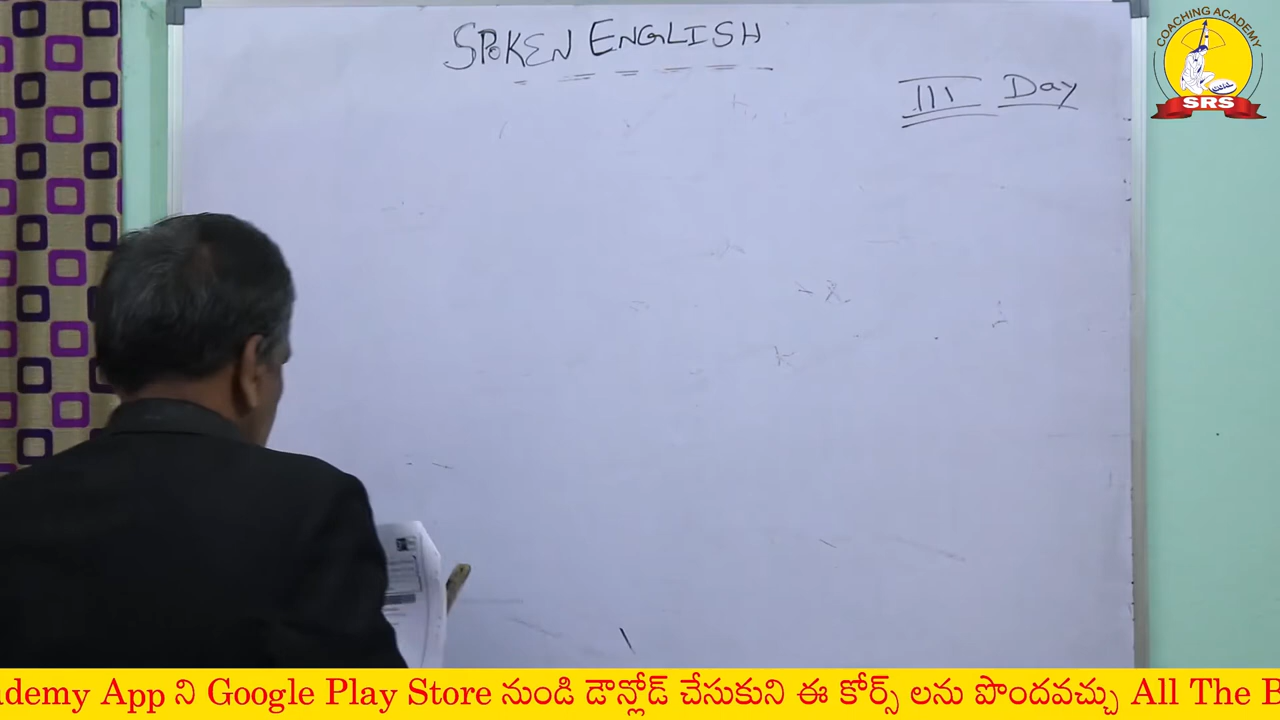 SPOKEN ENGLISH
III Day
COACHING ACADEMY
SRS
ademy App ని Google Play Store నుండి డౌన్లోడ్ చేసుకుని ఈ కోర్స్ లను పొందవచ్చు All The B